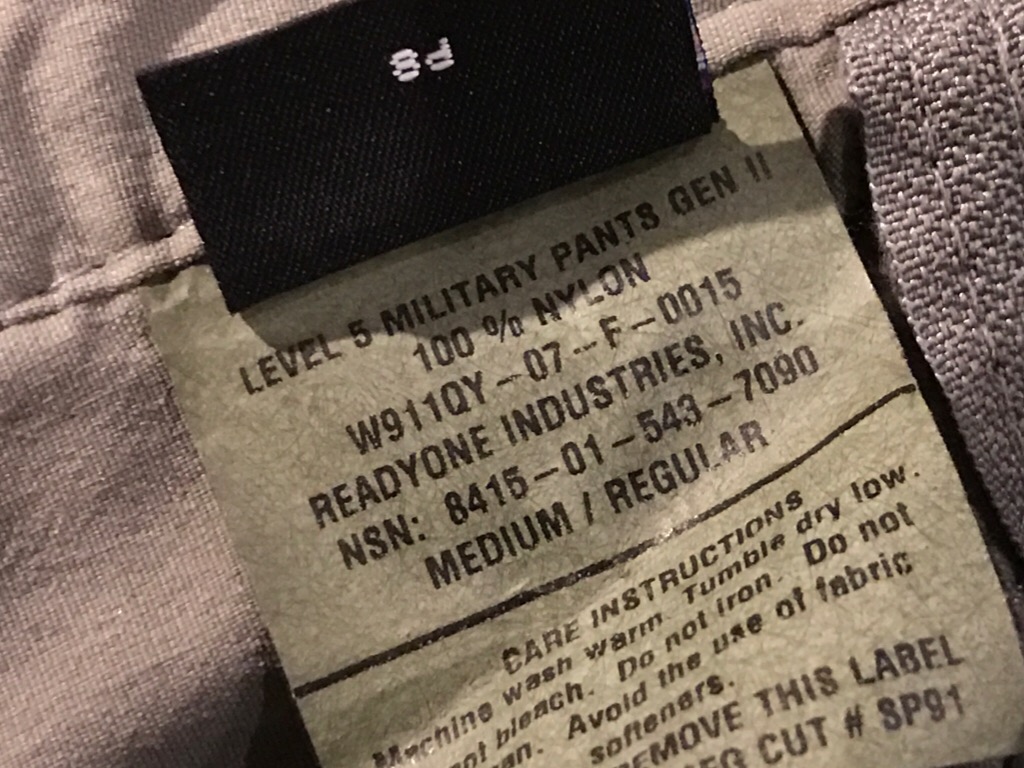 LEVEL 5 MILITARY PANTS GEN II
100 % NYLON
W911QY-07-F-0015
READYONE INDUSTRIES, INC.
NSN: 8415-01-543-7090
MEDIUM / REGULAR
CARE INSTRUCTIONS
Machine wash warm. Tumble dry low.
not bleach. Do not iron. Do not
Avoid the use of fabric
softeners.
REMOVE THIS LABEL
CUT # SP91